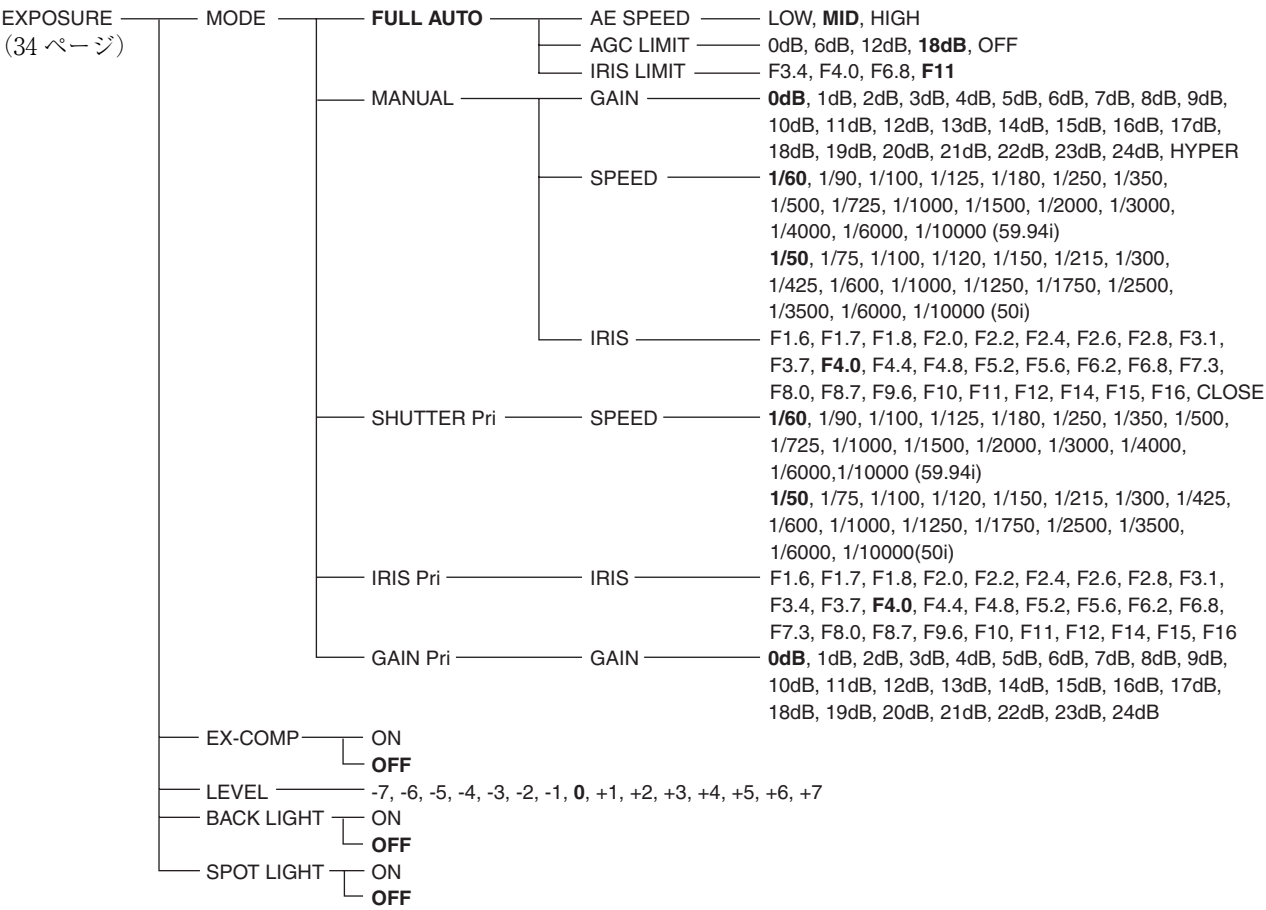 EXPOSURE MODE FULL AUTO AE SPEED LOW, MID, HIGH
(34 ページ) AGC LIMIT 0dB, 6dB, 12dB, 18dB, OFF
IRIS LIMIT F3.4, F4.0, F6.8, F11
MANUAL GAIN 0dB, 1dB, 2dB, 3dB, 4dB, 5dB, 6dB, 7dB, 8dB, 9dB,
10dB, 11dB, 12dB, 13dB, 14dB, 15dB, 16dB, 17dB,
18dB, 19dB, 20dB, 21dB, 22dB, 23dB, 24dB, HYPER
SPEED 1/60, 1/90, 1/100, 1/125, 1/180, 1/250, 1/350,
1/500, 1/725, 1/1000, 1/1500, 1/2000, 1/3000,
1/4000, 1/6000, 1/10000 (59.94i)
1/50, 1/75, 1/100, 1/120, 1/150, 1/215, 1/300,
1/425, 1/600, 1/1000, 1/1250, 1/1750, 1/2500,
1/3500, 1/6000, 1/10000 (50i)
IRIS F1.6, F1.7, F1.8, F2.0, F2.2, F2.4, F2.6, F2.8, F3.1,
F3.7, F4.0, F4.4, F4.8, F5.2, F5.6, F6.2, F6.8, F7.3,
F8.0, F8.7, F9.6, F10, F11, F12, F14, F15, F16, CLOSE
SHUTTER Pri SPEED 1/60, 1/90, 1/100, 1/125, 1/180, 1/250, 1/350, 1/500,
1/725, 1/1000, 1/1500, 1/2000, 1/3000, 1/4000,
1/6000,1/10000 (59.94i)
1/50, 1/75, 1/100, 1/120, 1/150, 1/215, 1/300, 1/425,
1/600, 1/1000, 1/1250, 1/1750, 1/2500, 1/3500,
1/6000, 1/10000(50i)
IRIS Pri IRIS F1.6, F1.7, F1.8, F2.0, F2.2, F2.4, F2.6, F2.8, F3.1,
F3.4, F3.7, F4.0, F4.4, F4.8, F5.2, F5.6, F6.2, F6.8,
F7.3, F8.0, F8.7, F9.6, F10, F11, F12, F14, F15, F16
GAIN Pri GAIN 0dB, 1dB, 2dB, 3dB, 4dB, 5dB, 6dB, 7dB, 8dB, 9dB,
10dB, 11dB, 12dB, 13dB, 14dB, 15dB, 16dB, 17dB,
18dB, 19dB, 20dB, 21dB, 22dB, 23dB, 24dB
EX-COMP ON
OFF
LEVEL -7, -6, -5, -4, -3, -2, -1, 0, +1, +2, +3, +4, +5, +6, +7
BACK LIGHT ON
OFF
SPOT LIGHT ON
OFF